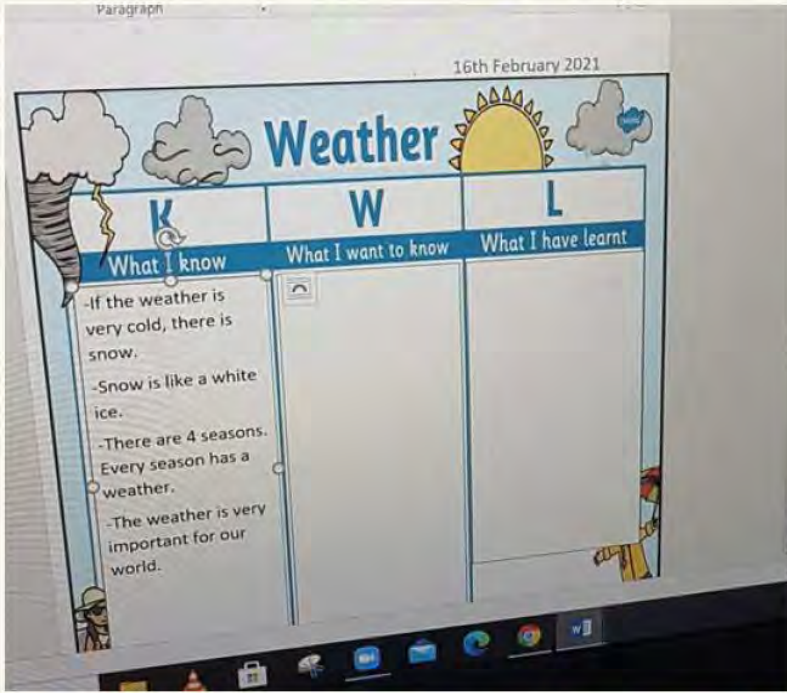 Paragraph
16th February 2021
Weather
K
W
L
What I know
What I want to know
What I have learnt
-If the weather is
very cold, there is
snow.
-Snow is like a white
ice.
-There are 4 seasons.
Every season has a
weather.
-The weather is very
important for our
world.